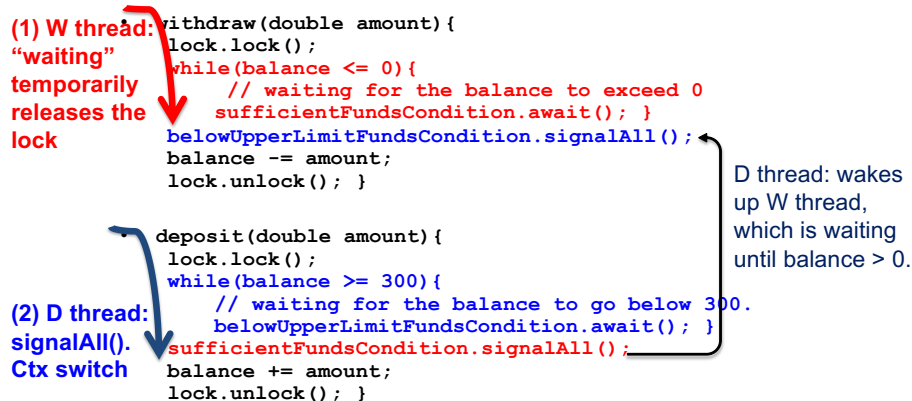 (1) W thread:
“waiting”
temporarily
releases the
lock
• withdraw(double amount){
lock.lock();
while(balance <= 0){
// waiting for the balance to exceed 0
sufficientFundsCondition.await(); }
belowUpperLimitFundsCondition.signalAll();
balance -= amount;
lock.unlock(); }
D thread: wakes
up W thread,
which is waiting
until balance > 0.
• deposit(double amount){
lock.lock();
while(balance >= 300){
// waiting for the balance to go below 300.
belowUpperLimitFundsCondition.await(); }
sufficientFundsCondition.signalAll();
balance += amount;
lock.unlock(); }
(2) D thread:
signalAll().
Ctx switch